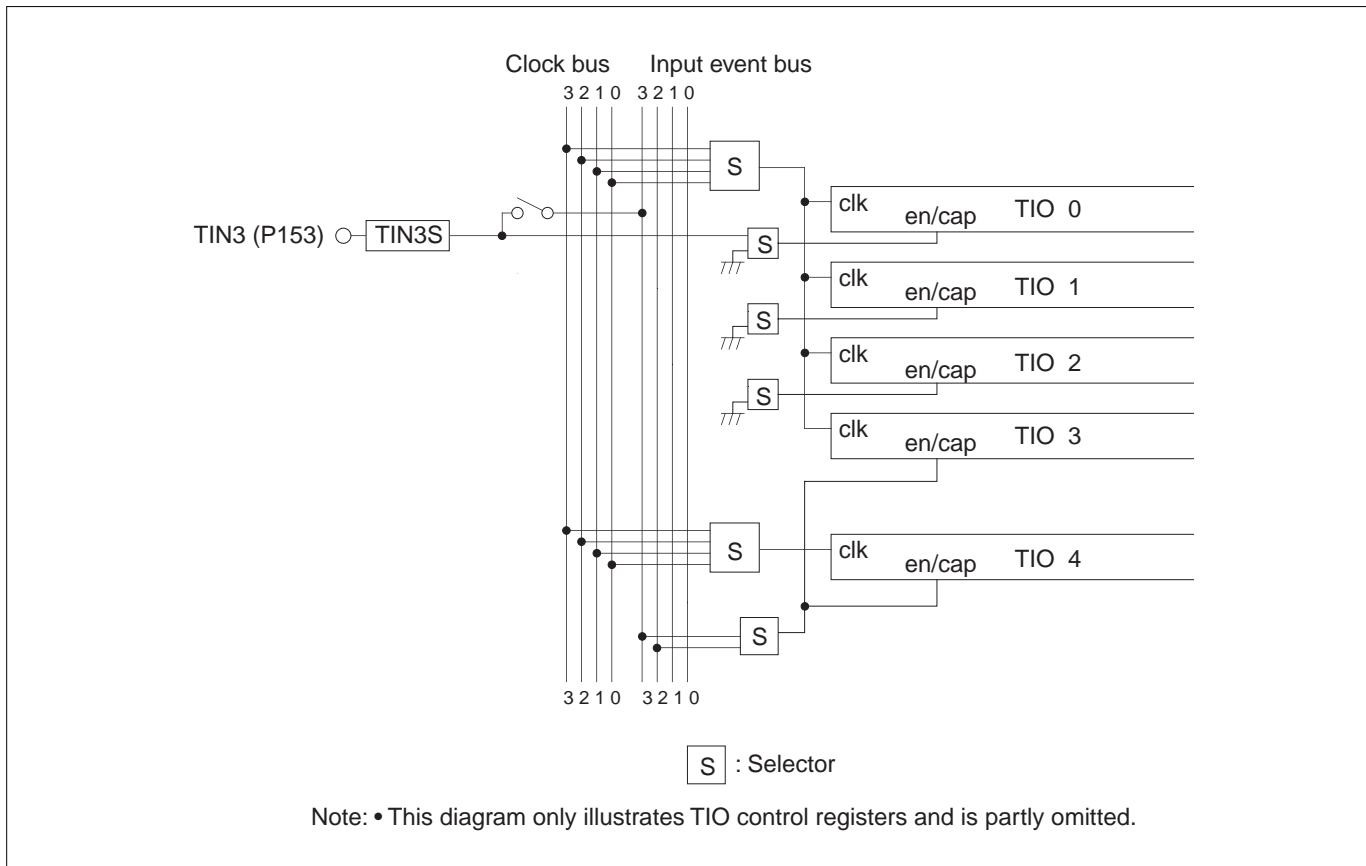 Clock bus Input event bus
3 2 1 0 3 2 1 0
S
clk
en/cap TIO 0
TIN3 (P153) TIN3S
S
clk
en/cap TIO 1
S
clk
en/cap TIO 2
S
clk
en/cap TIO 3
S
clk
en/cap TIO 4
S
3 2 1 0 3 2 1 0
S : Selector
Note: • This diagram only illustrates TIO control registers and is partly omitted.